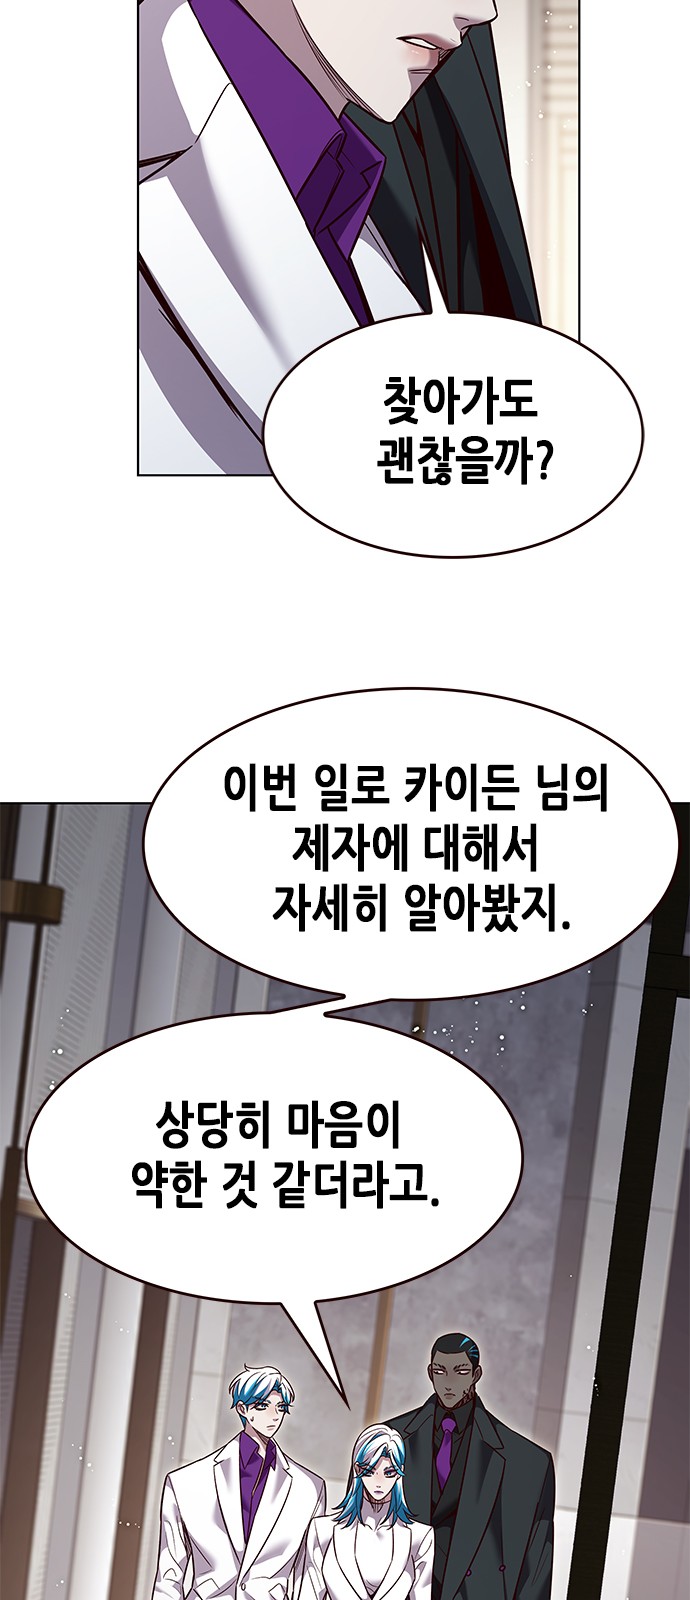 찾아가도
괜찮을까?
이번 일로 카이든 님의
제자에 대해서
자세히 알아봤지.
상당히 마음이
약한 것 같더라고.